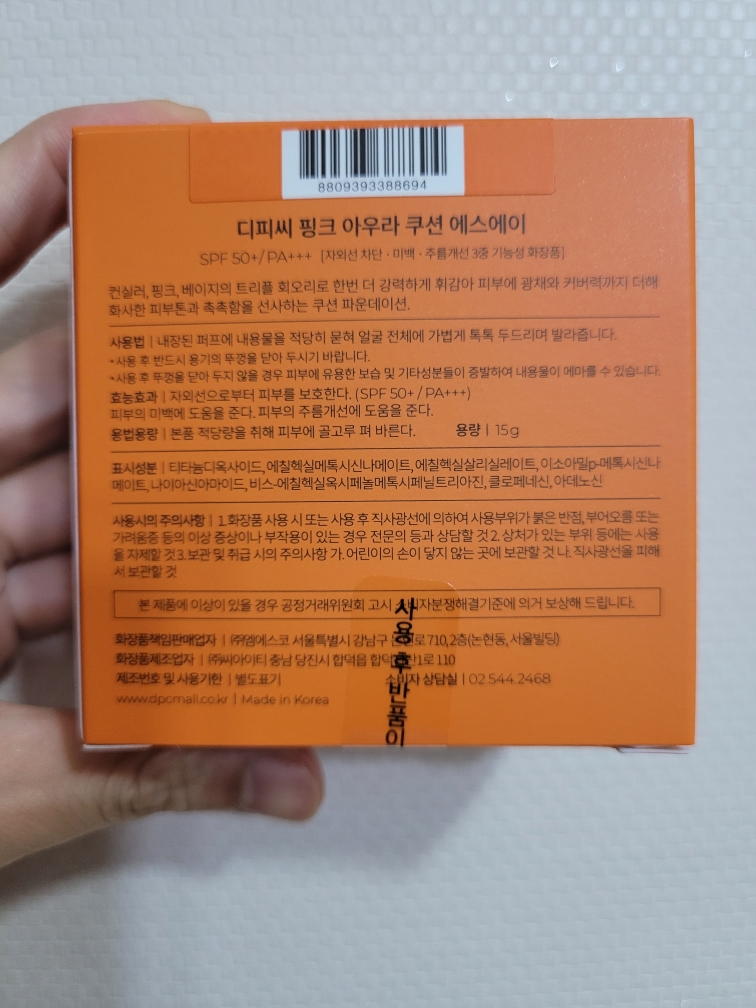 8809393388694
디피씨 핑크 아우라 쿠션 에스에이
SPF 50+/PA+++ [자외선 차단·미백·주름개선 3중 기능성 화장품]
컨실러, 핑크, 베이지의 트리플 회오리로 한번 더 강력하게 휘감아 피부에 광채와 커버력까지 더해
화사한 피부톤과 촉촉함을 선사하는 쿠션 파운데이션.
사용법 | 내장된 퍼프에 내용물을 적당히 묻혀 얼굴 전체에 가볍게 톡톡 두드리며 발라줍니다.
*사용 후 반드시 용기의 뚜껑을 닫아 두시기 바랍니다.
*사용 후 뚜껑을 닫아 두지 않을 경우 피부에 유용한 보습 및 기타성분들이 증발하여 내용물이 메마를 수 있습니다.
효능효과 | 자외선으로부터 피부를 보호한다. (SPF 50+/PA+++)
피부의 미백에 도움을 준다. 피부의 주름개선에 도움을 준다.
용법용량 | 본품 적당량을 취해 피부에 골고루 펴 바른다. 용량 | 15g
표시성분 | 티타늄디옥사이드, 에칠헥실메톡시신나메이트, 에칠헥실살리실레이트, 이소아밀p-메톡시신나
메이트, 나이아신아마이드, 비스-에칠헥실옥시페놀메톡시페닐트리아진, 클로페네신, 아데노신
사용시의 주의사항 | 1.화장품 사용 시 또는 사용 후 직사광선에 의하여 사용부위가 붉은 반점, 부어오름 또는
가려움증 등의 이상 증상이나 부작용이 있는 경우 전문의 등과 상담할 것 2. 상처가 있는 부위 등에는 사용
을 자제할 것 3.보관 및 취급 시의 주의사항 가. 어린이의 손이 닿지 않는 곳에 보관할 것 나. 직사광선을 피해
서 보관할 것
본 제품에 이상이 있을 경우 공정거래위원회 고시 자분쟁해결기준에 의거 보상해 드립니다.
화장품책임판매업자 | ㈜엠에스코 서울특별시 강남구 로 710, 2층(논현동, 서울빌딩)
화장품제조업자 | ㈜씨아이티 충남 당진시 합덕읍 합덕 1로 110
제조번호 및 사용기한 | 별도표기 소비자 상담실 | 02 544.2468
www.dpcmall.co.kr | Made in Korea
사용 후 반품이